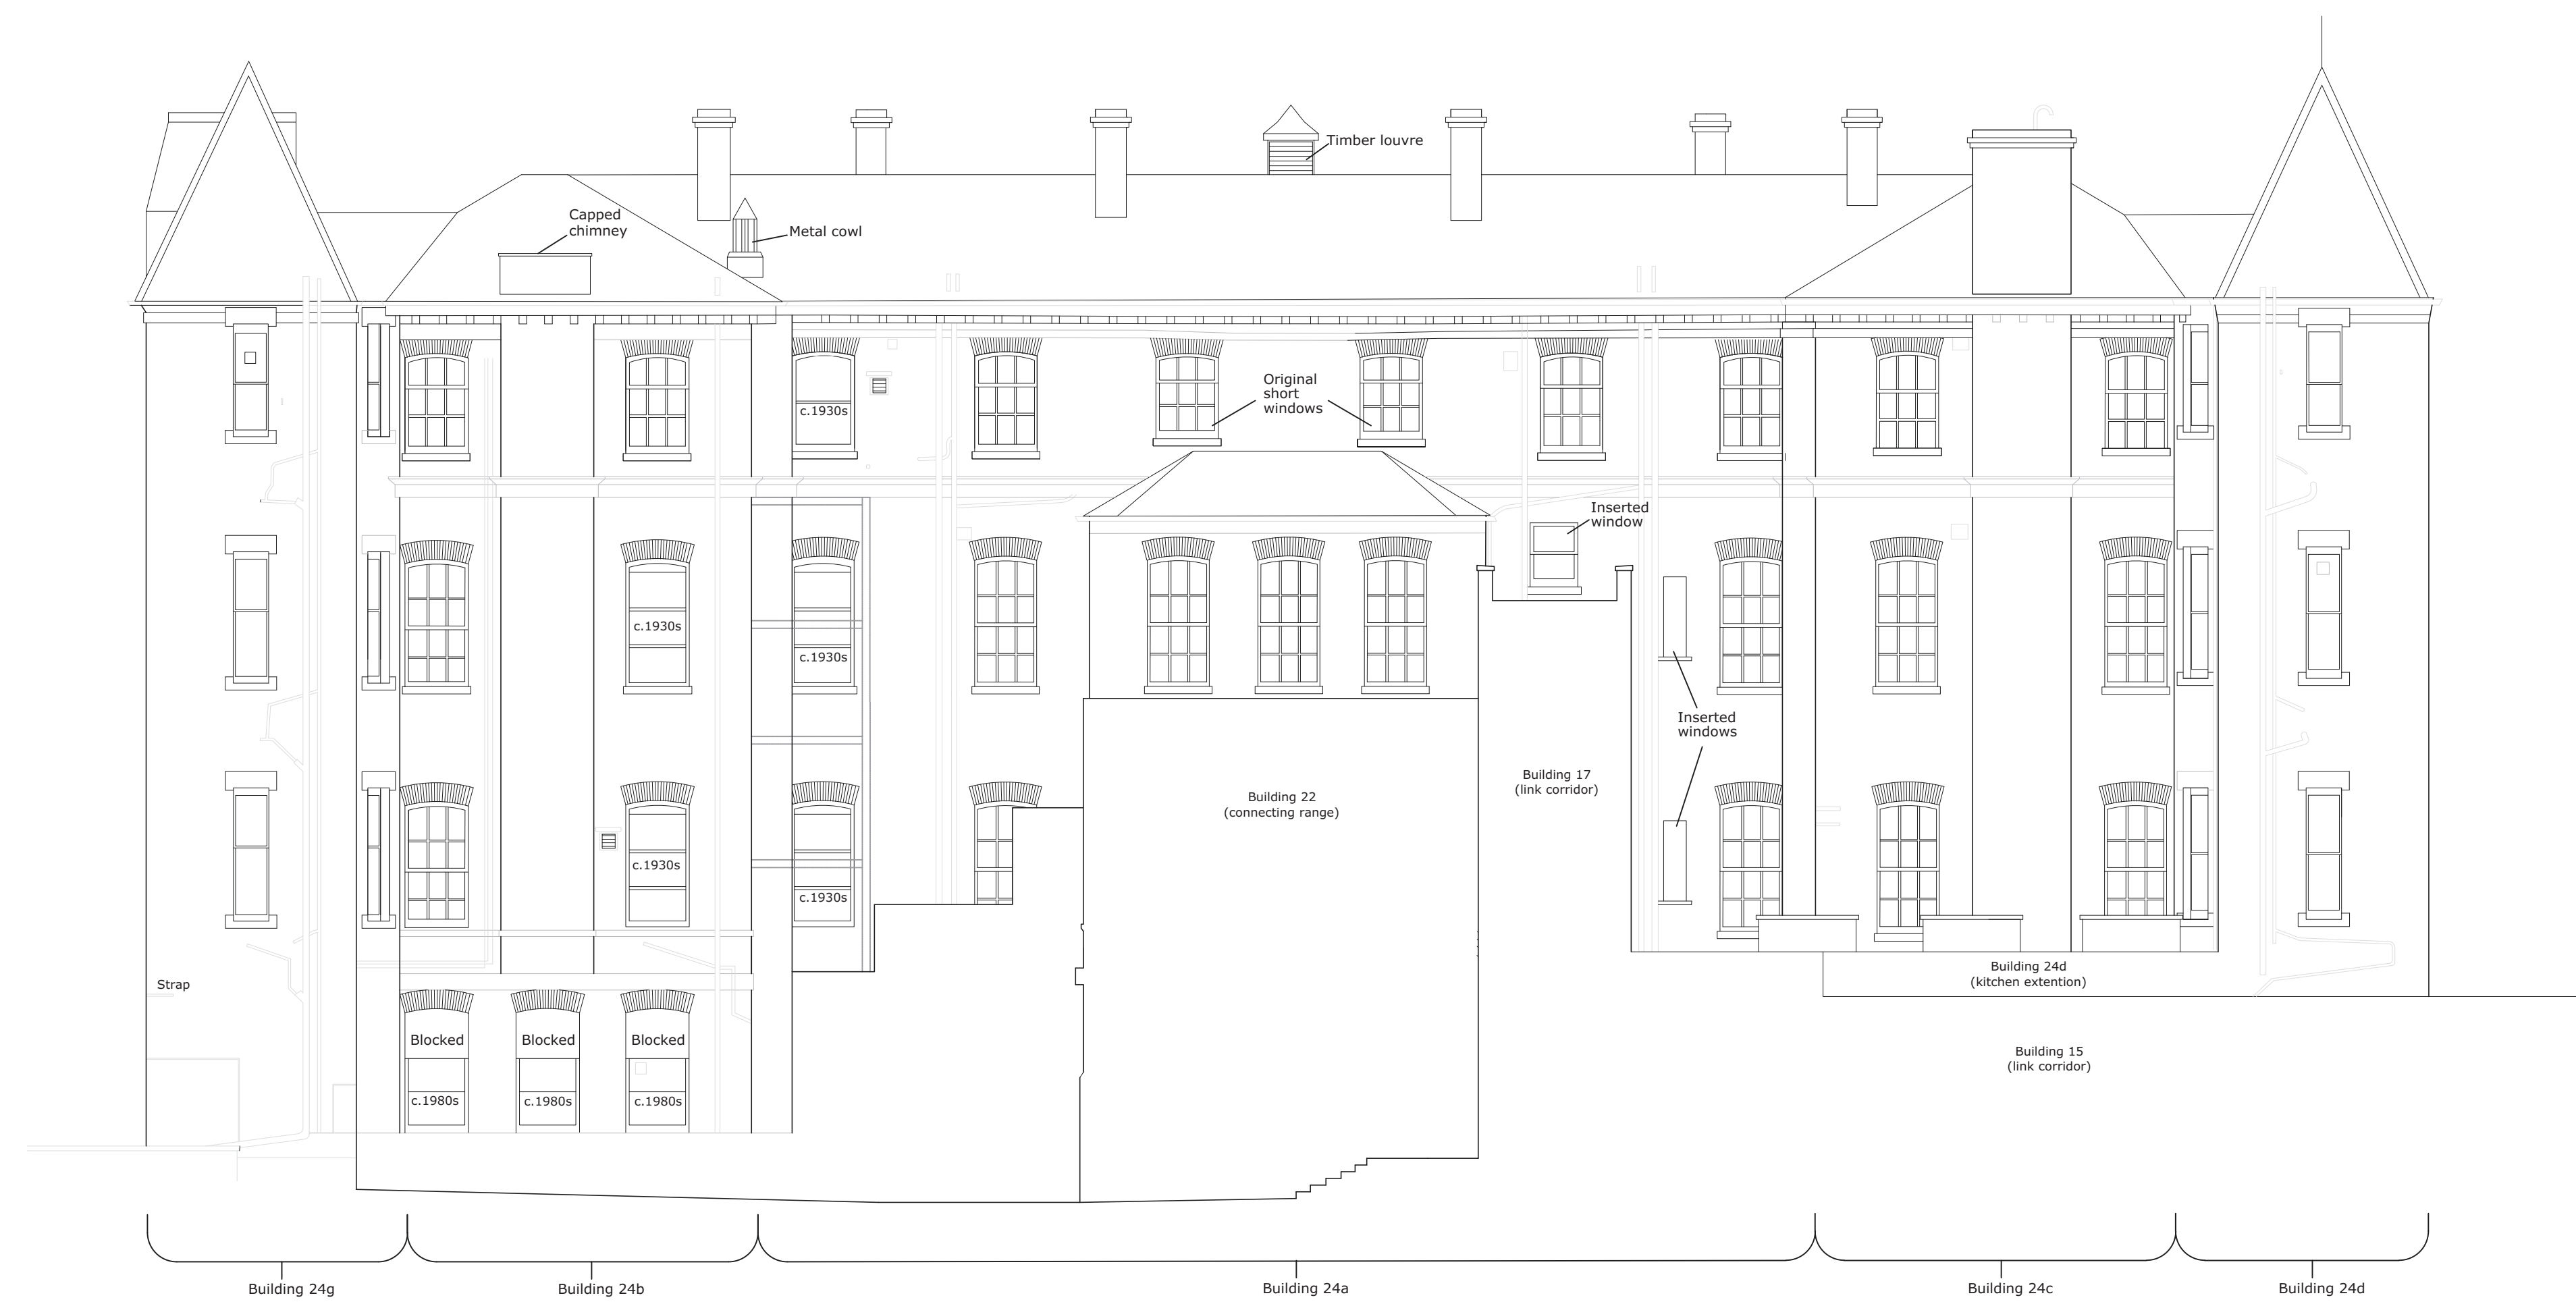 Timber louvre
Capped
chimney
Metal cowl
Original
short
windows
c.1930s
Inserted
window
c.1930s
c.1930s
Inserted
windows
Building 22
(connecting range)
Building 17
(link corridor)
c.1930s
c.1930s
Strap
Building 24d
(kitchen extention)
Blocked
Blocked
Blocked
Building 15
(link corridor)
c.1980s
c.1980s
c.1980s
Building 24g
Building 24b
Building 24a
Building 24c
Building 24d